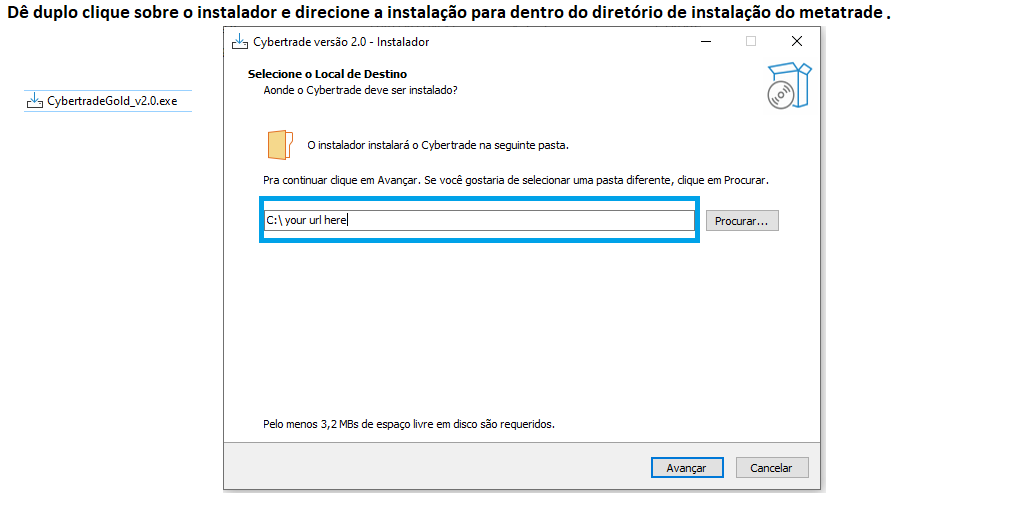 Dê duplo clique sobre o instalador e direcione a instalação para dentro do diretório de instalação do metatrade .
Cybertrade versão 2.0 - Instalador
Selecione o Local de Destino
Aonde o Cybertrade deve ser instalado?
CybertradeGold_v2.0.exe
O instalador instalará o Cybertrade na seguinte pasta.
Pra continuar clique em Avançar. Se você gostaria de selecionar uma pasta diferente, clique em Procurar.
C:\ your url here
Procurar...
Pelo menos 3,2 MBs de espaço livre em disco são requeridos.
Avançar
Cancelar